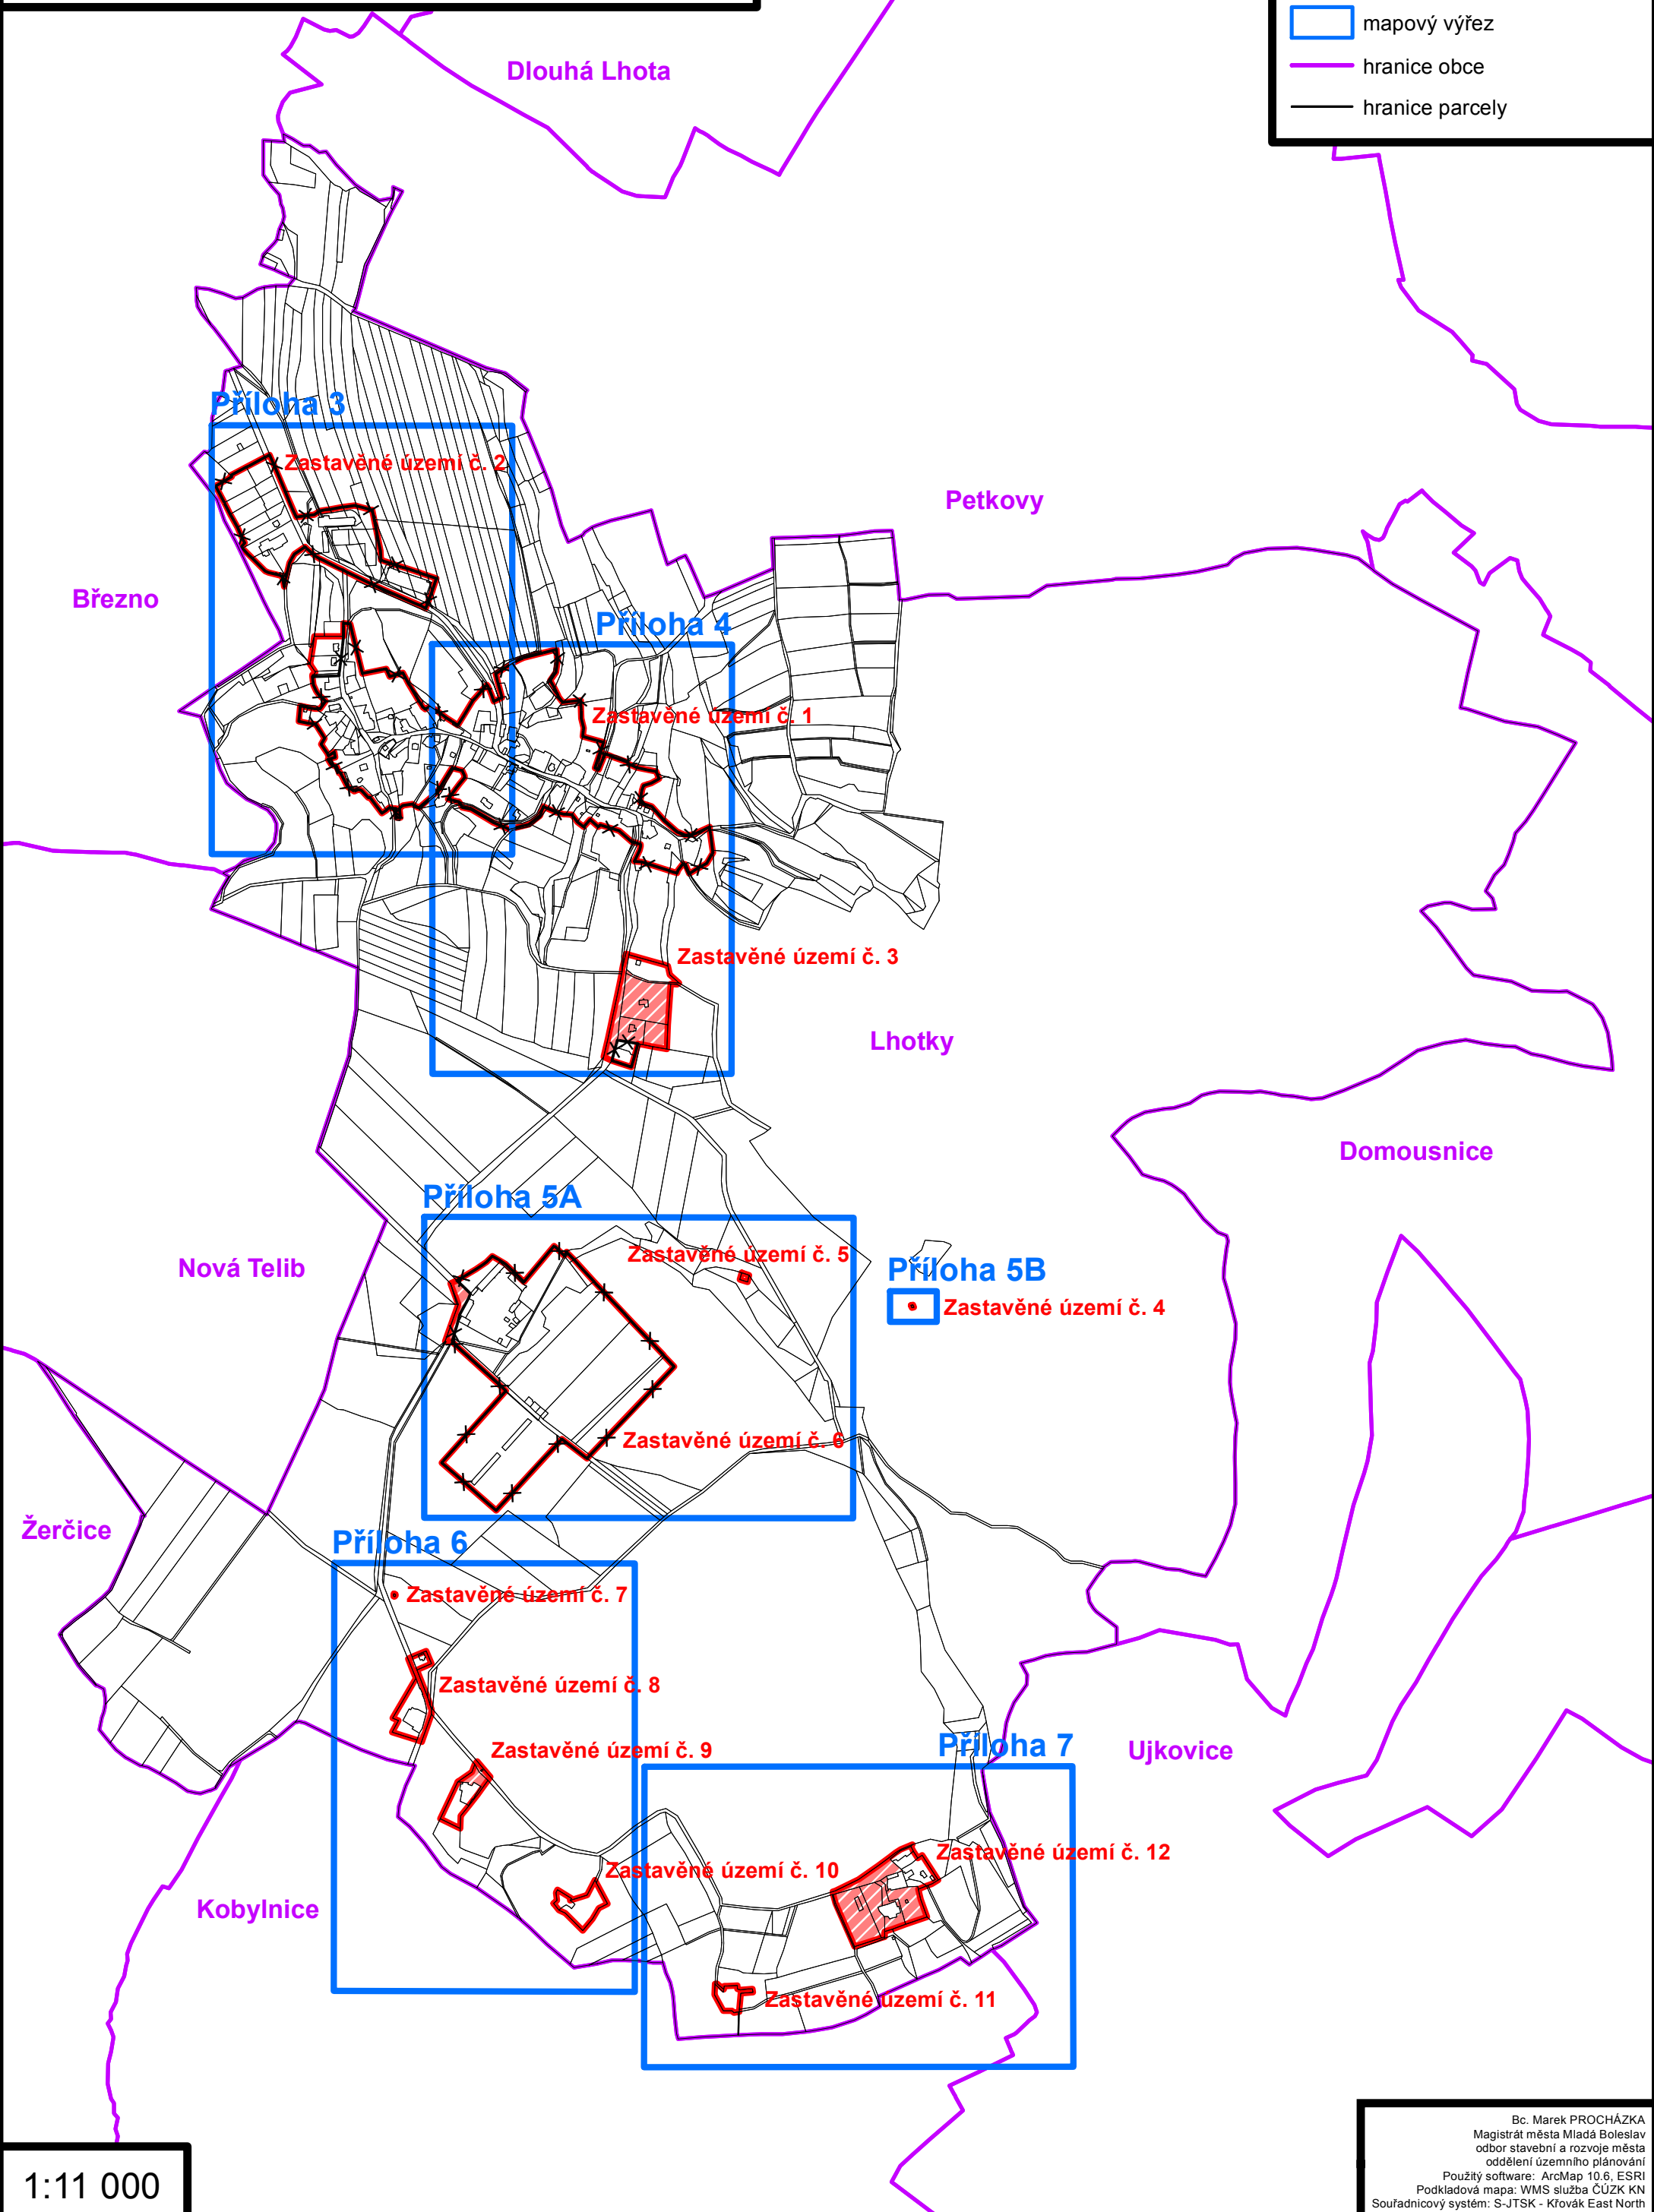 mapový výřez
hranice obce
hranice parcely
Dlouhá Lhota
Příloha 3
Zastavěné území č. 2
Petkovy
Březno
Příloha 4
Zastavěné území č. 1
Zastavěné území č. 3
Lhotky
Domousnice
Příloha 5A
Nová Telib
Zastavěné území č. 5
Příloha 5B
Zastavěné území č. 4
Zastavěné území č. 6
Žerčice
Příloha 6
Zastavěné území č. 7
Zastavěné území č. 8
Zastavěné území č. 9
Příloha 7
Ujkovice
Zastavěné území č. 12
Zastavěné území č. 10
Kobylnice
Zastavěné území č. 11
Bc. Marek PROCHÁZKA
Magistrát města Mladá Boleslav
odbor stavební a rozvoje města
oddělení územního plánování
Použitý software: ArcMap 10.6, ESRI
Podkladová mapa: WMS služba ČÚZK KN
Souřadnicový systém: S-JTSK - Křovák East North
1:11 000